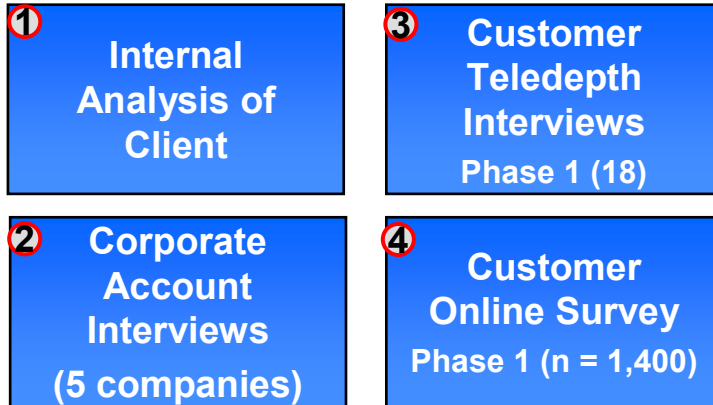 1
Internal
Analysis of
Client
2
Corporate
Account
Interviews
(5 companies)
3
Customer
Teledepth
Interviews
Phase 1 (18)
4
Customer
Online Survey
Phase 1 (n = 1,400)